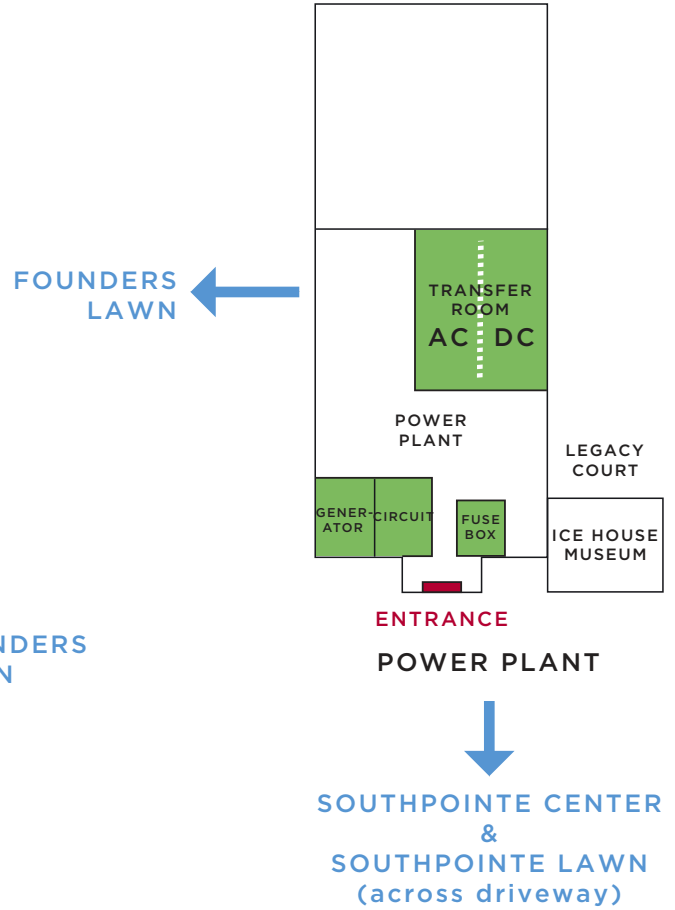 FOUNDERS
LAWN
TRANSFER
ROOM
AC DC
POWER
PLANT
LEGACY
COURT
GENER-
ATOR
CIRCUIT
FUSE
BOX
ICE HOUSE
MUSEUM
ENTRANCE
NDERS
N
POWER PLANT
SOUTHPOINTE CENTER
&
SOUTHPOINTE LAWN
(across driveway)